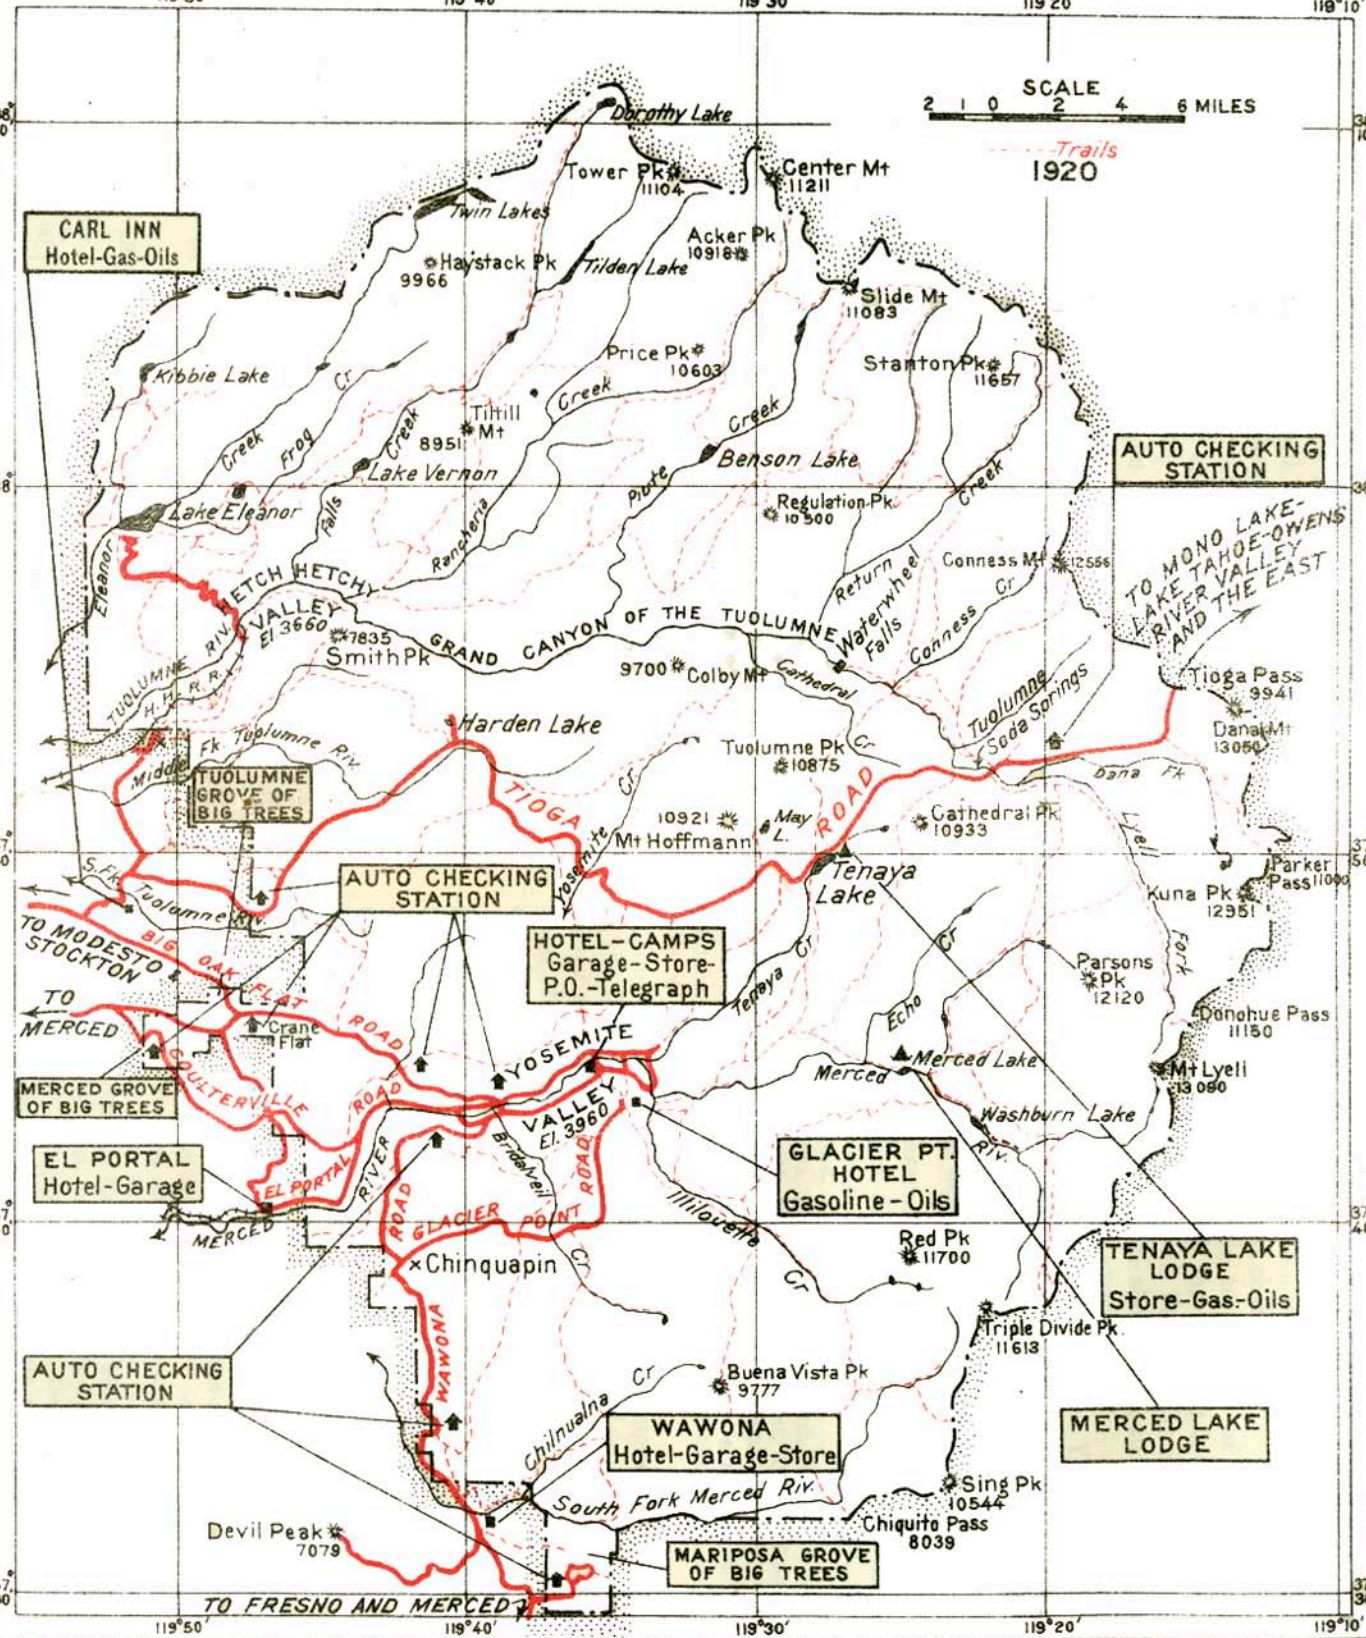 119°40'
119°30'
119°20'
119°10'
SCALE
2 1 0 2 4 6 MILES
Trails
1920
Dorothy Lake
Tower Pk
11104
Center Mt
11211
Twin Lakes
CARL INN
Hotel-Gas-Oils
Acker Pk
10918
Haystack Pk
9966
Tilden Lake
Slide Mt
11083
Kibbie Lake
Price Pk
10603
Stanton Pk
11657
Cr
Creek
Tiltill
Mt
8951
Creek
Creek
Frog
Creek
Lake Vernon
Benson Lake
AUTO CHECKING
STATION
Piute
Creek
Regulation Pk
10500
Lake Eleanor
Falls
Rancheria
TO MONO LAKE-
LAKE TAHOE-OWENS
RIVER VALLEY
AND THE EAST
Conness Mt
12556
Eleanor
HETCH HETCHY
VALLEY
El. 3660
Return
Waterwheel
Falls
Conness
Cr
7835
Smith Pk
GRAND CANYON OF THE TUOLUMNE
TUOLUMNE RIV.
H. H. R. R.
9700
Colby Mt
Cathedral
Cr
Tuolumne
Soda Springs
Tioga Pass
9941
Dana Mt
13050
Harden Lake
Middle Fk Tuolumne Riv.
Tuolumne Pk
10875
Dana Fk
TUOLUMNE
GROVE OF
BIG TREES
TIOGA
ROAD
Cr
10921
Mt Hoffmann
May
L.
Cathedral Pk
10933
Lyell
Yosemite
Tenaya
Lake
Parker
Pass 11000
Kuna Pk
12951
AUTO CHECKING
STATION
S. Fk. Tuolumne Riv.
TO MODESTO
STOCKTON
BIG OAK FLAT
ROAD
HOTEL-CAMPS
Garage-Store-
P.O.-Telegraph
Tenaya
Cr
Cr
Echo
Fork
Parsons
Pk
12120
TO
MERCED
Crane
Flat
Donohue Pass
11150
YOSEMITE
VALLEY
El. 3960
Merced Lake
Merced
Mt Lyell
13090
MERCED GROVE
OF BIG TREES
COULTERVILLE
ROAD
Washburn Lake
Riv.
EL PORTAL
Hotel-Garage
EL PORTAL
RIVER
MERCED
Bridalveil
Cr
ROAD
GLACIER PT.
HOTEL
Gasoline-Oils
ROAD
GLACIER POINT
Illilouette
Cr
Red Pk
11700
TENAYA LAKE
LODGE
Store-Gas-Oils
Chinquapin
WAWONA
Triple Divide Pk.
11613
AUTO CHECKING
STATION
Cr
Chilnualna
Buena Vista Pk
9777
WAWONA
Hotel-Garage-Store
MERCED LAKE
LODGE
South Fork Merced Riv.
Sing Pk
10544
Chiquito Pass
8039
Devil Peak
7079
MARIPOSA GROVE
OF BIG TREES
TO FRESNO AND MERCED
119°50'
119°40'
119°30'
119°20'
119°10'